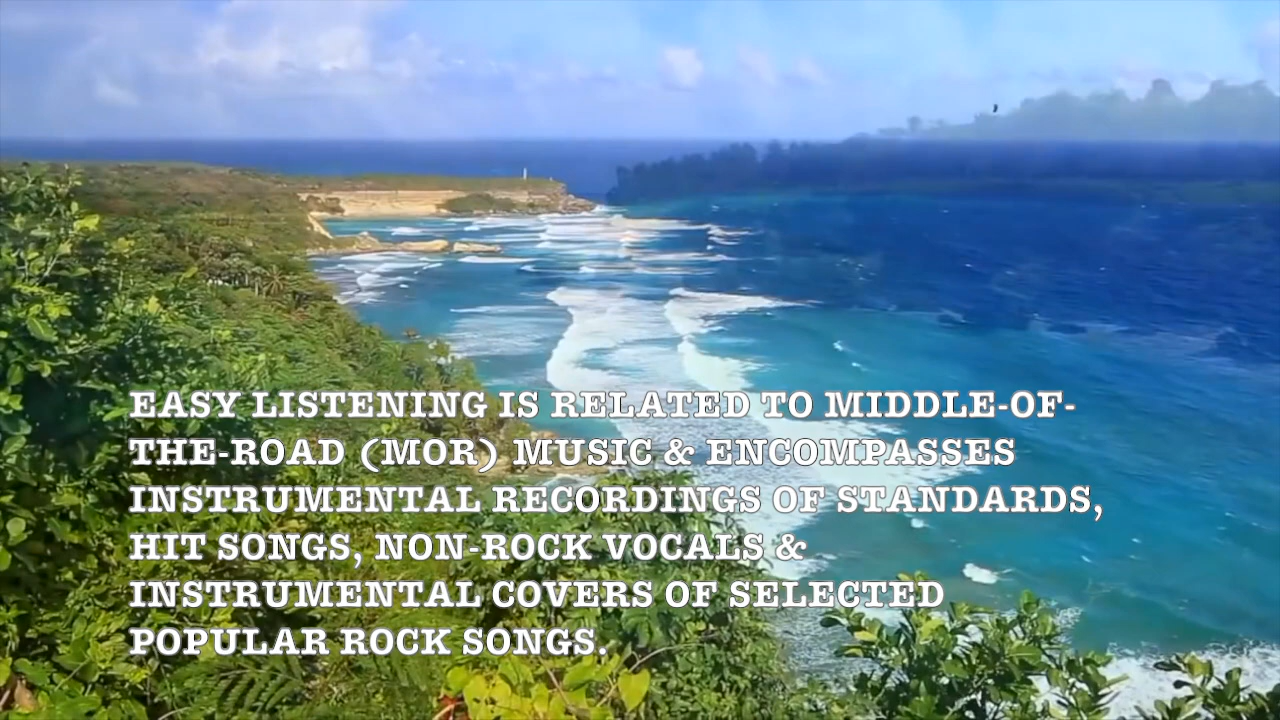 EASY LISTENING IS RELATED TO MIDDLE-OF-
THE-ROAD (MOR) MUSIC & ENCOMPASSES
INSTRUMENTAL RECORDINGS OF STANDARDS,
HIT SONGS, NON-ROCK VOCALS &
INSTRUMENTAL COVERS OF SELECTED
POPULAR ROCK SONGS.